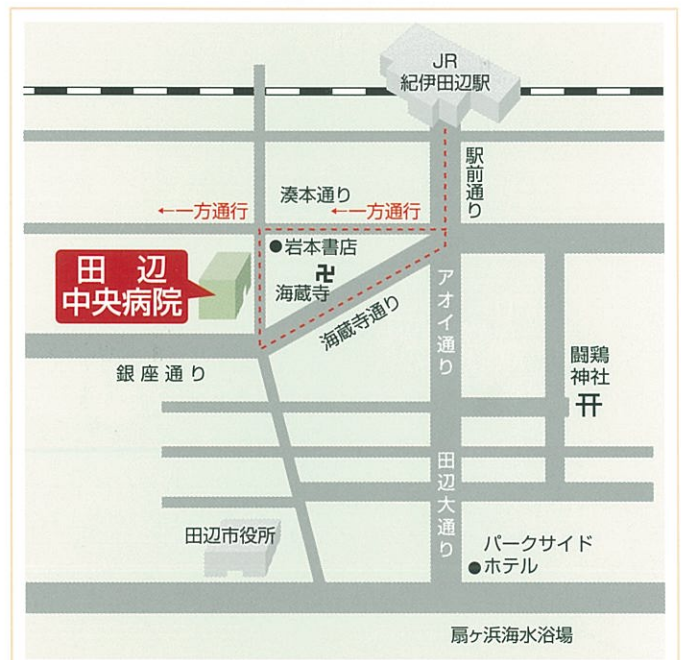 JR
紀伊田辺駅
駅前通り
湊本通り
←一方通行
←一方通行
岩本書店
海蔵寺
田辺
中央病院
海蔵寺通り
アオイ通り
銀座通り
闘鶏
神社
田辺大通り
田辺市役所
パークサイド
ホテル
扇ヶ浜海水浴場